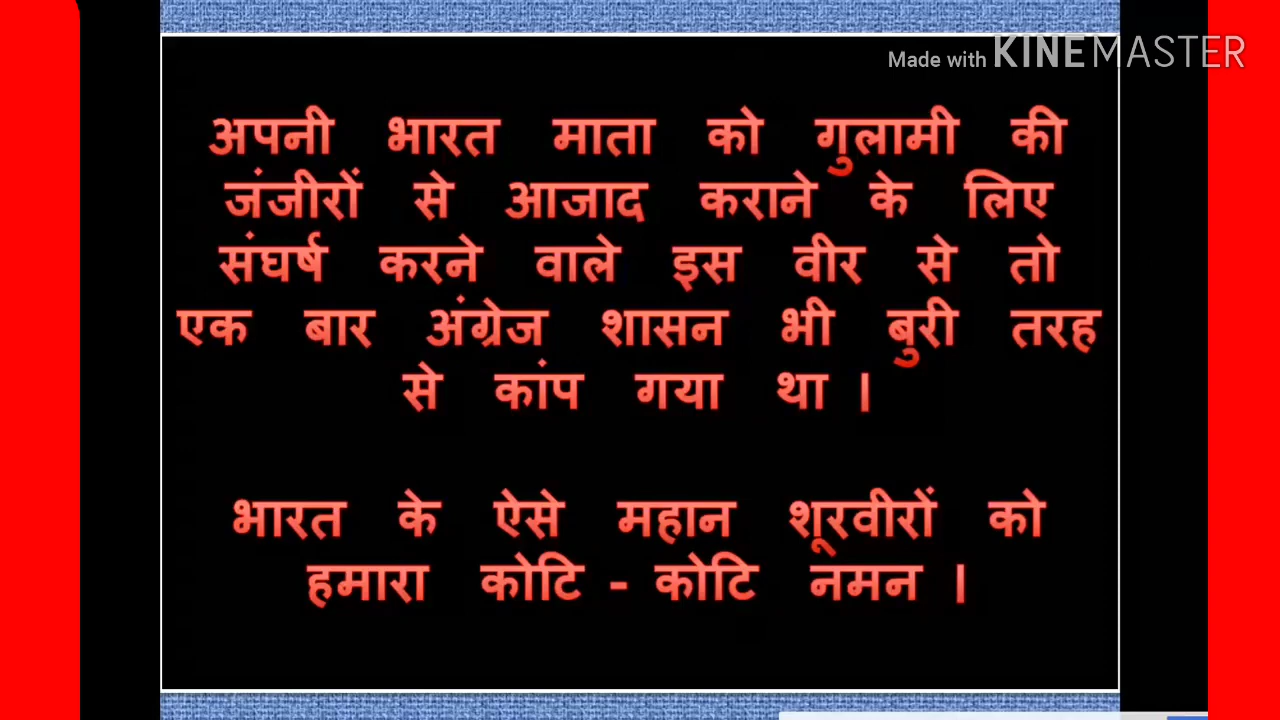 Made with KINEMASTER
अपनी भारत माता को गुलामी की
जंजीरों से आजाद कराने के लिए
संघर्ष करने वाले इस वीर से तो
एक बार अंग्रेज शासन भी बुरी तरह
से कांप गया था ।
भारत के ऐसे महान शूरवीरों को
हमारा कोटि - कोटि नमन ।